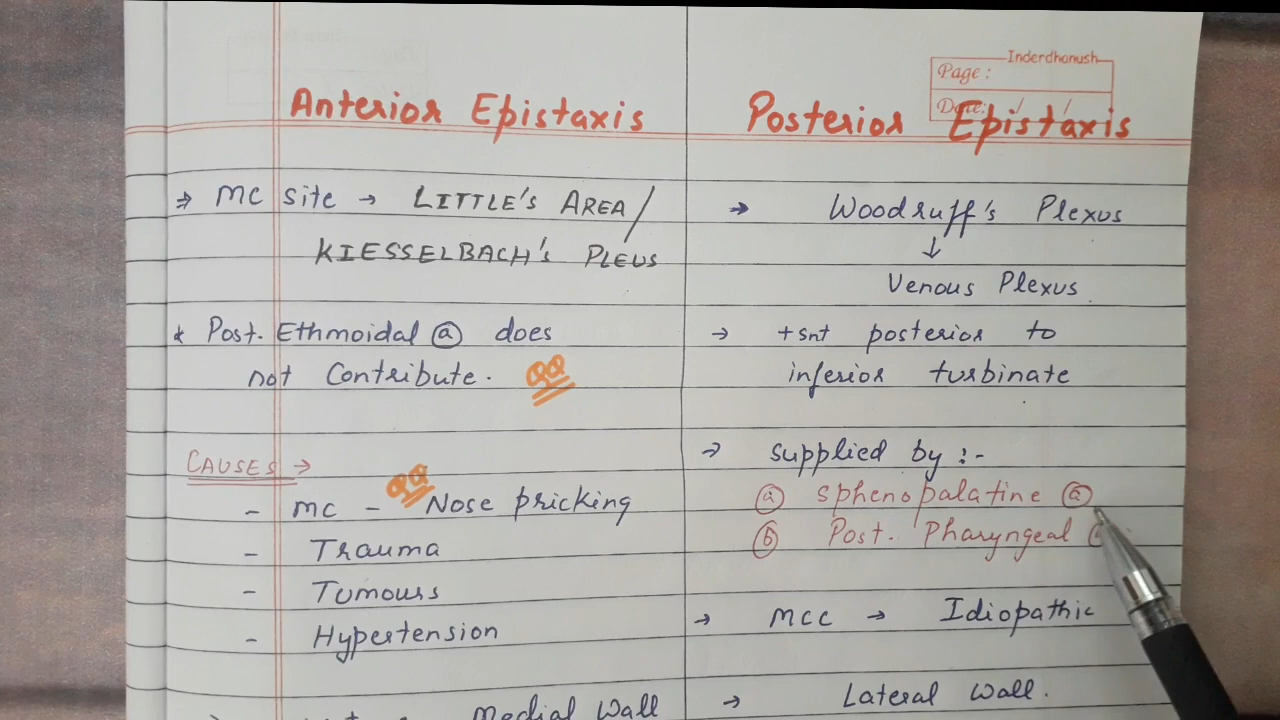 Inderdhanush
Page :
Date: / /
Anterior Epistaxis
⇒ MC site → LITTLE'S AREA /
KIESSELBACH'S PLEUS
* Post. Ethmoidal ⓐ does
not Contribute.
CAUSES →
- MC - Nose pricking
- Trauma
- Tumours
- Hypertension
Medial Wall
Posterior Epistaxis
→ Woodruff's Plexus
↓
Venous Plexus
→ +snt posterior to
inferior turbinate
→ Supplied by :-
ⓐ Sphenopalatine ⓐ
ⓑ Post. Pharyngeal
→ MCC → Idiopathic
→ Lateral Wall.